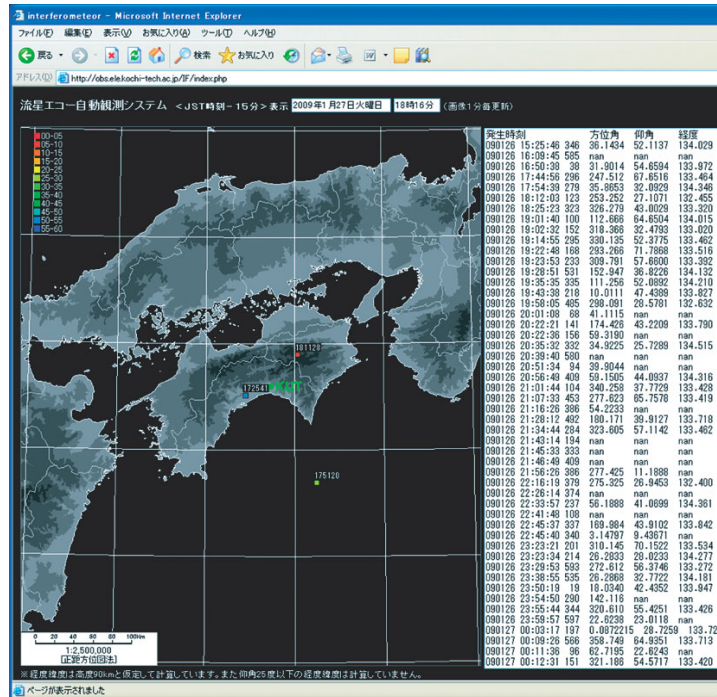 interferometeor - Microsoft Internet Explorer
ファイル(F) 編集(E) 表示(V) お気に入り(A) ツール(T) ヘルプ(H)
戻る 検索 お気に入り
アドレス(D) http://obs.ele.kochi-tech.ac.jp/IF/index.php
流星エコー自動観測システム <JST時刻-15分>表示 2009年1月27日火曜日 18時16分 (画像1分毎更新)
00-05
05-10
10-15
15-20
20-25
25-30
30-35
35-40
40-45
45-50
50-55
55-60
181128
172541 KUT
175120
0 20 40 60 80 100Km
1:2,500,000
[正距方位図法]
発生時刻 方位角 仰角 経度
090126 15:25:46 346 36.1434 52.1137 134.029
090126 16:09:45 585 nan nan nan
090126 16:50:38 38 31.9014 54.6594 133.972
090126 17:44:56 296 247.512 67.6516 133.464
090126 17:54:39 279 35.8653 32.0929 134.346
090126 18:12:03 123 253.252 27.1071 132.455
090126 18:25:23 323 326.279 43.0029 133.320
090126 19:01:40 100 112.666 64.6504 134.015
090126 19:02:32 152 318.366 32.4793 133.020
090126 19:14:55 295 330.135 52.3775 133.462
090126 19:22:48 168 293.266 71.7868 133.516
090126 19:23:53 233 309.791 57.6600 133.392
090126 19:28:51 531 152.947 36.8226 134.132
090126 19:35:35 335 111.256 52.0892 134.210
090126 19:43:38 218 10.0111 47.4389 133.827
090126 19:58:05 485 298.091 28.5781 132.632
090126 20:01:08 68 41.1115 nan nan
090126 20:22:21 141 174.426 43.2209 133.790
090126 20:22:36 156 59.3190 nan nan
090126 20:35:32 332 34.9225 25.7289 134.515
090126 20:39:40 580 nan nan nan
090126 20:51:34 94 39.9044 nan nan
090126 20:56:49 409 59.1505 44.0937 134.316
090126 21:01:44 104 340.258 37.7729 133.428
090126 21:07:33 453 277.623 65.7578 133.419
090126 21:16:26 386 54.2233 nan nan
090126 21:28:12 492 180.171 39.9127 133.718
090126 21:34:44 284 323.605 57.1142 133.462
090126 21:43:14 194 nan nan nan
090126 21:45:33 333 nan nan nan
090126 21:46:49 409 nan nan nan
090126 21:56:26 386 277.425 11.1888 nan
090126 22:16:19 379 275.325 26.9453 132.400
090126 22:26:14 374 nan nan nan
090126 22:33:57 237 56.1888 41.0699 134.361
090126 22:41:48 108 nan nan nan
090126 22:45:37 337 169.984 43.9102 133.842
090126 22:45:40 340 3.14797 9.43671 nan
090126 23:23:21 201 310.145 70.1522 133.534
090126 23:23:34 214 26.2833 28.0233 134.277
090126 23:29:53 593 272.612 56.3746 133.272
090126 23:38:55 535 26.2868 32.7722 134.181
090126 23:50:19 19 18.0340 42.4352 133.947
090126 23:54:50 290 142.116 nan nan
090126 23:55:44 344 320.610 55.4251 133.426
090126 23:59:57 597 22.6238 23.0118 nan
090127 00:03:17 197 0.0872215 28.7259 133.72
090127 00:09:26 566 358.749 64.9351 133.713
090127 00:11:36 96 62.7195 22.6243 nan
090127 00:12:31 151 321.186 54.5717 133.420
※経度緯度は高度90kmと仮定して計算しています。また仰角25度以下の経度緯度は計算していません。
ページが表示されました